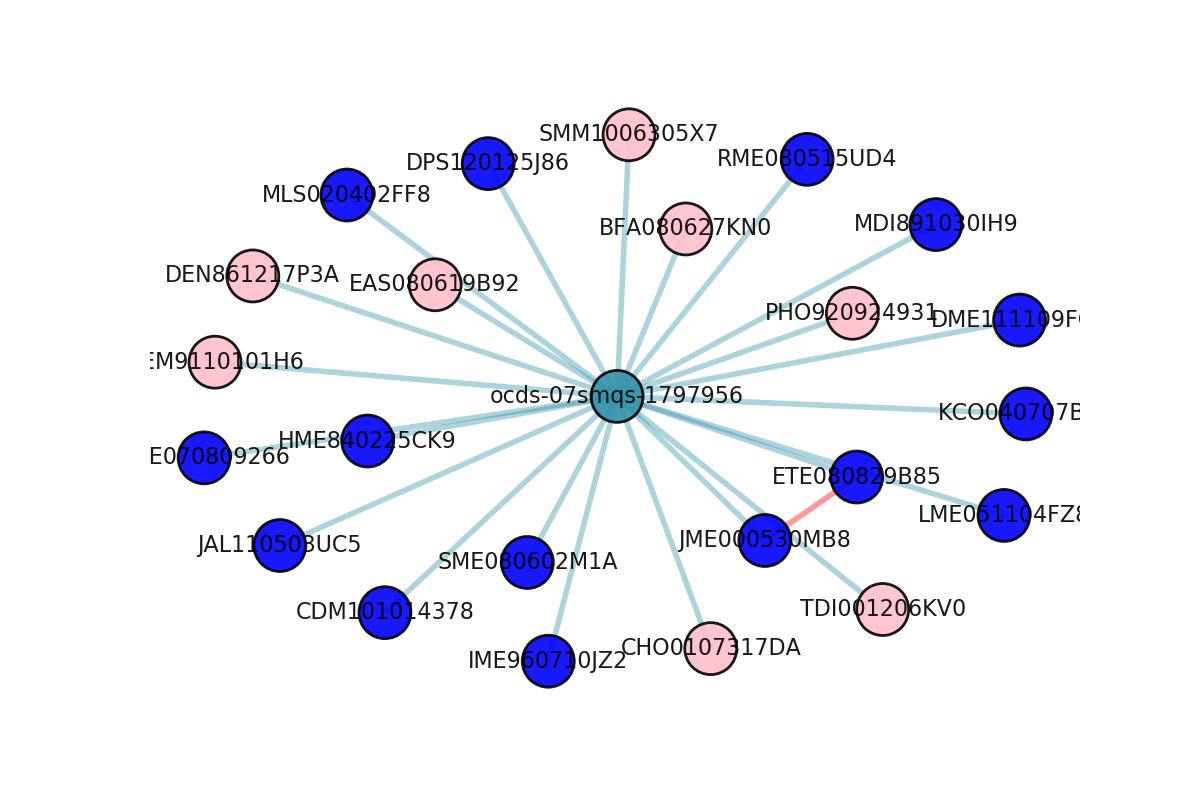 SMM1006305X7
DPS120125J86
RME080515UD4
MLS020402FF8
BFA080627KN0
MDI891030IH9
DEN861217P3A
EAS080619B92
PHO920924931
DME111109F
EM9110101H6
ocds-07smqs-1797956
KCO040707B
HME840225CK9
E070809266
ETE080829B85
LME051104FZ8
JAL110503UC5
JME000530MB8
SME080602M1A
CDM101014378
TDI001206KV0
CHO0107317DA
IME960710JZ2